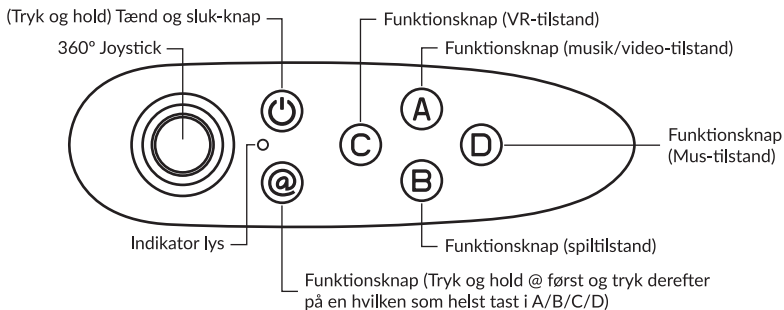 (Tryk og hold) Tænd og sluk-knap
Funktionsknap (VR-tilstand)
360º Joystick
Funktionsknap (musik/video-tilstand)
A
C
D
Funktionsknap
(Mus-tilstand)
@
B
Indikator lys
Funktionsknap (spiltilstand)
Funktionsknap (Tryk og hold @ først og tryk derefter
på en hvilken som helst tast i A/B/C/D)